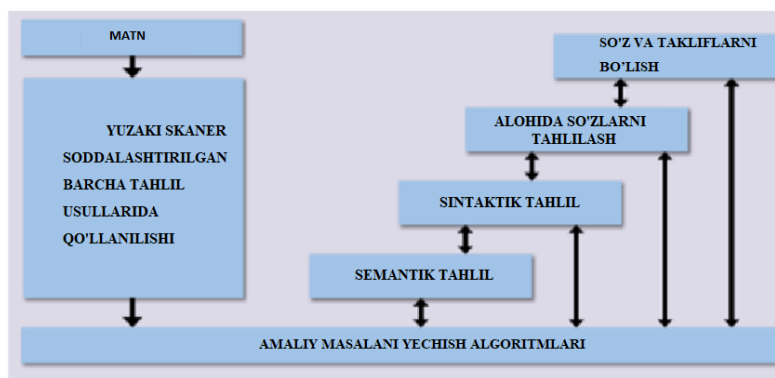 MATN
YUZAKI SKANER
SODDALASHTIRILGAN
BARCHA TAHLIL
USULLARIDA
QO'LLANILISHI
SO'Z VA TAKLIFLARNI
BO'LISH
ALOHIDA SO'ZLARNI
TAHLILASH
SINTAKTIK TAHLIL
SEMANTIK TAHLIL
AMALIY MASALANI YECHISH ALGORITMLARI